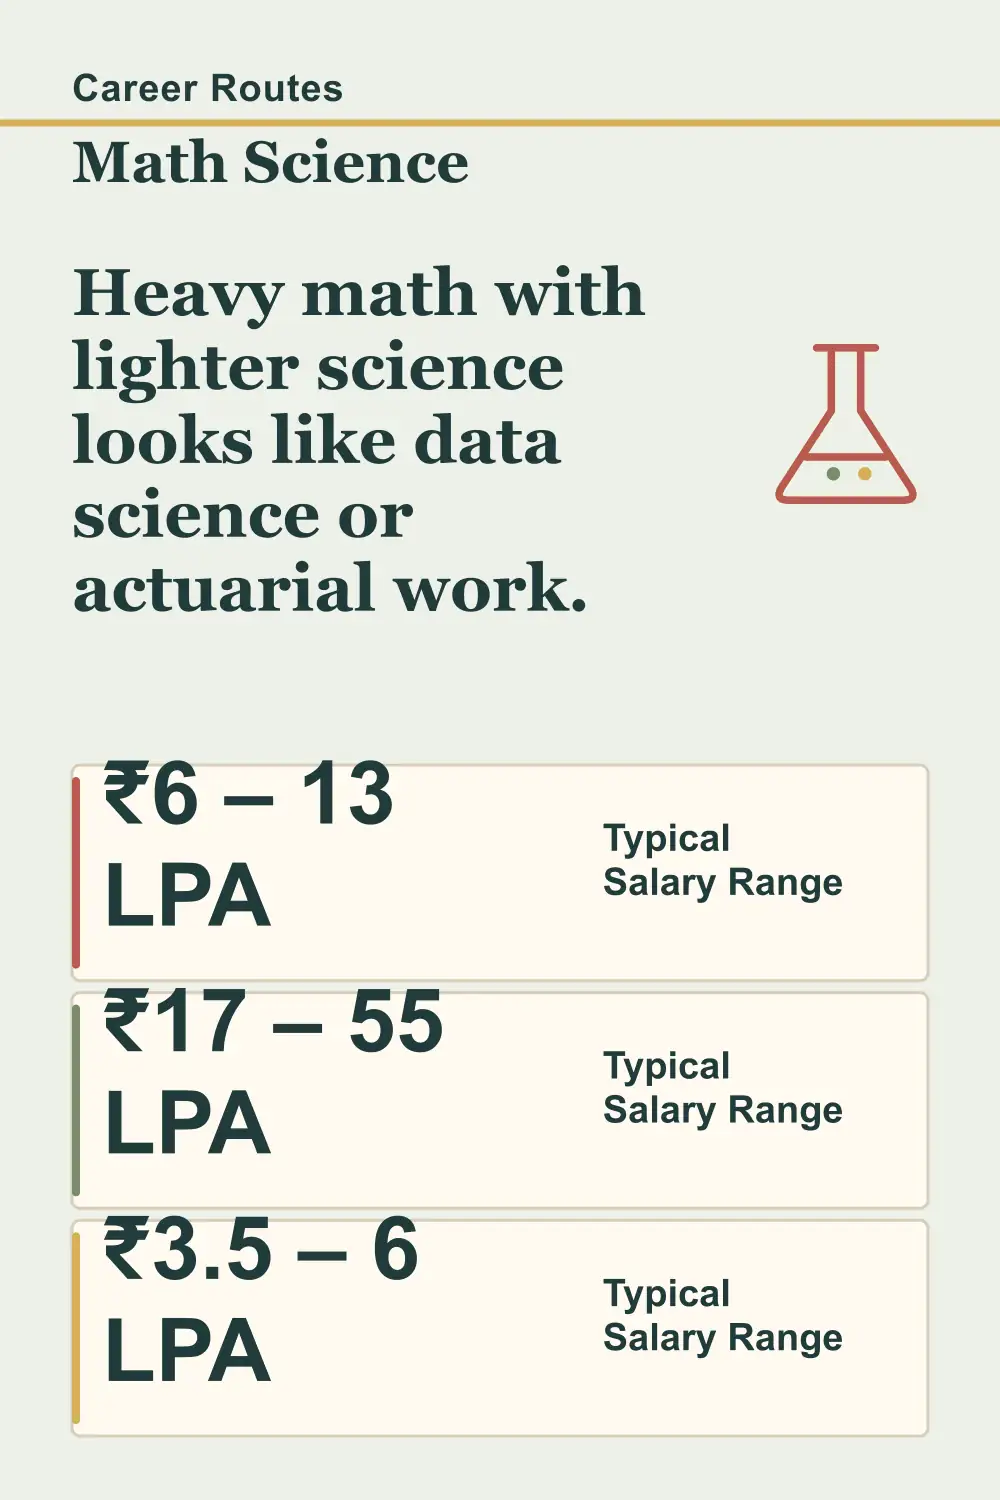 Career Routes
Math Science
Heavy math with
lighter science
looks like data
science or
actuarial work.
₹6 – 13
LPA
Typical
Salary Range
₹17 – 55
LPA
Typical
Salary Range
₹3.5 – 6
LPA
Typical
Salary Range